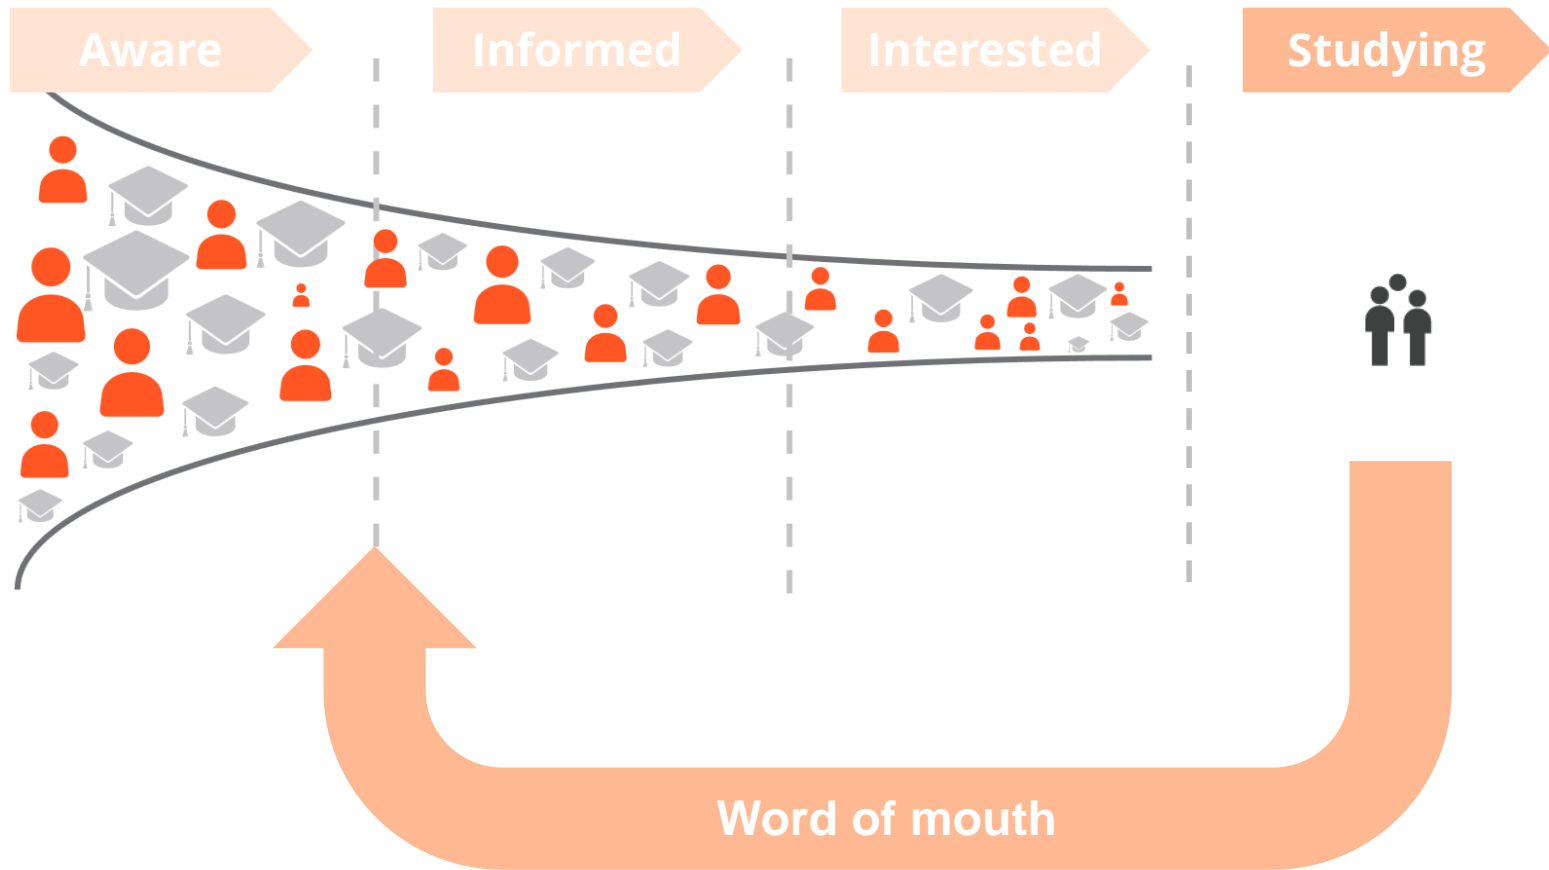 Aware
Informed
Interested
Studying
Word of mouth